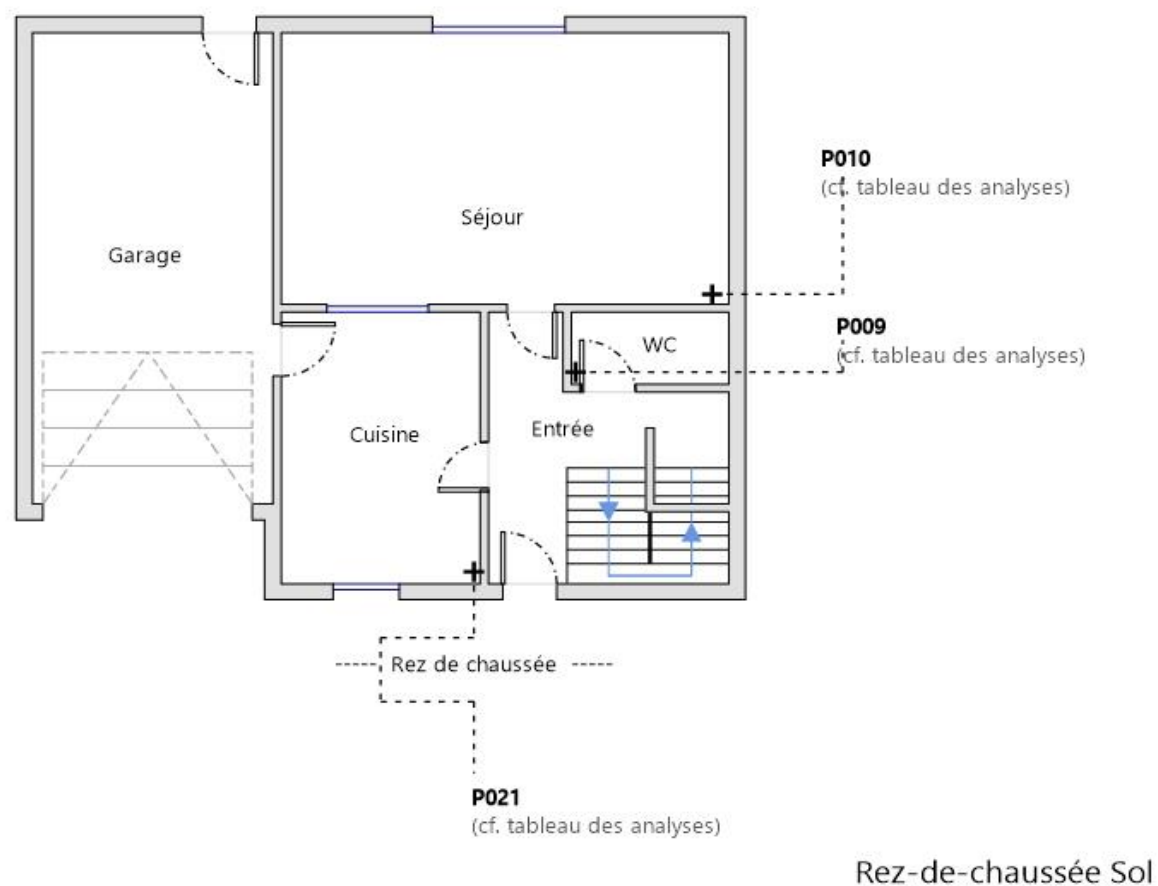 P010
(cf. tableau des analyses)
Séjour
Garage
P009
WC
(cf. tableau des analyses)
Entrée
Cuisine
Rez de chaussée
P021
(cf. tableau des analyses)
Rez-de-chaussée Sol